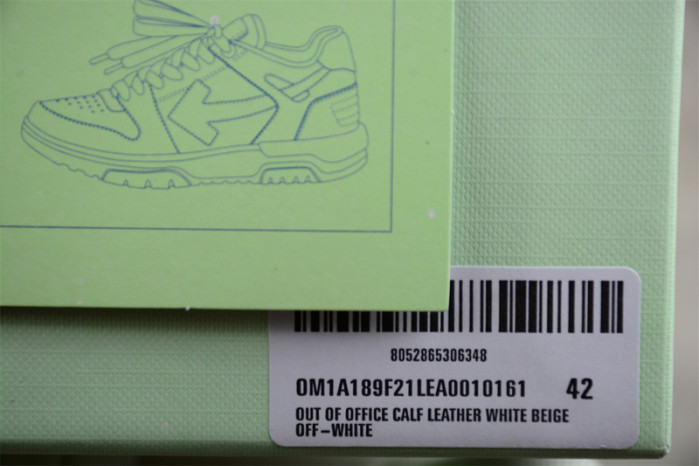 8052865306348
OM1A189F21LEA0010161 42
OUT OF OFFICE CALF LEATHER WHITE BEIGE
OFF-WHITE